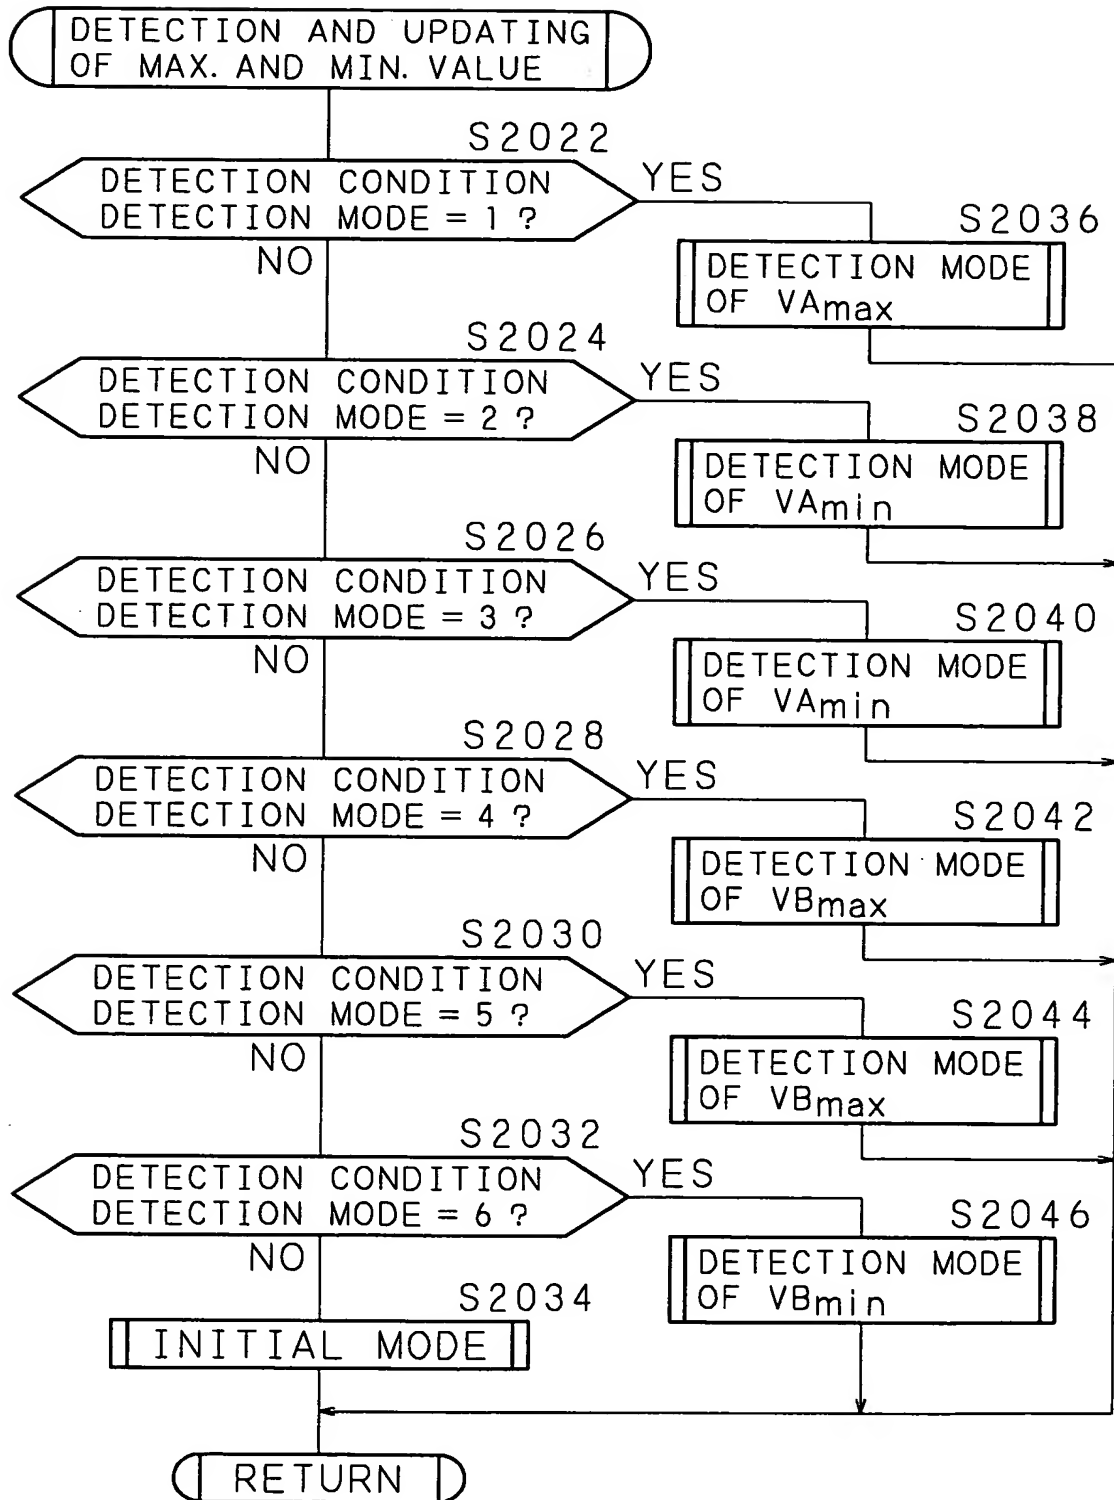 DETECTION AND UPDATING
OF MAX. AND MIN. VALUE
S2022
DETECTION CONDITION
DETECTION MODE = 1 ?
YES
NO
S2036
DETECTION MODE
OF VAmax
S2024
DETECTION CONDITION
DETECTION MODE = 2 ?
YES
NO
S2038
DETECTION MODE
OF VAmin
S2026
DETECTION CONDITION
DETECTION MODE = 3 ?
YES
NO
S2040
DETECTION MODE
OF VAmin
S2028
DETECTION CONDITION
DETECTION MODE = 4 ?
YES
NO
S2042
DETECTION MODE
OF VBmax
S2030
DETECTION CONDITION
DETECTION MODE = 5 ?
YES
NO
S2044
DETECTION MODE
OF VBmax
S2032
DETECTION CONDITION
DETECTION MODE = 6 ?
YES
NO
S2046
DETECTION MODE
OF VBmin
S2034
INITIAL MODE
RETURN